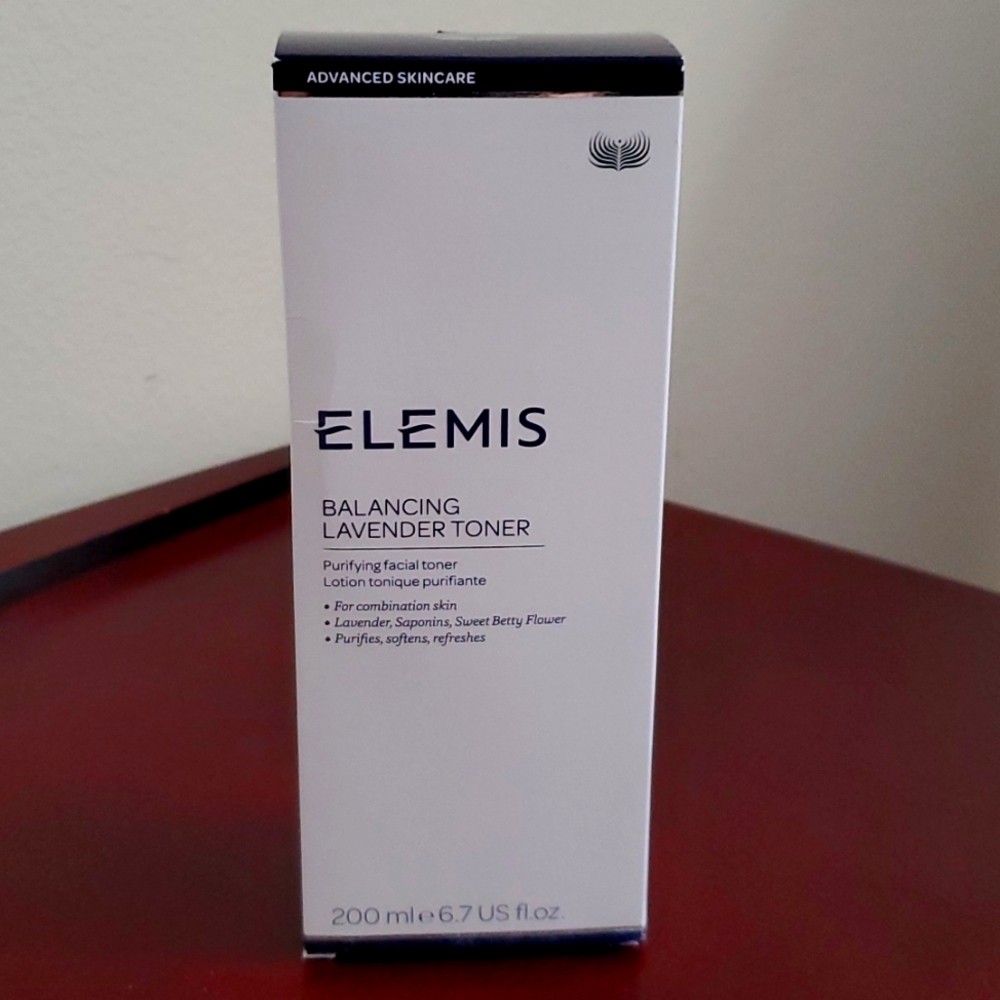 ADVANCED SKINCARE
ELEMIS
BALANCING
LAVENDER TONER
Purifying facial toner
Lotion tonique purifiante
• For combination skin
• Lavender, Saponins, Sweet Betty Flower
• Purifies, softens, refreshes
200 ml e 6.7 US fl.oz.